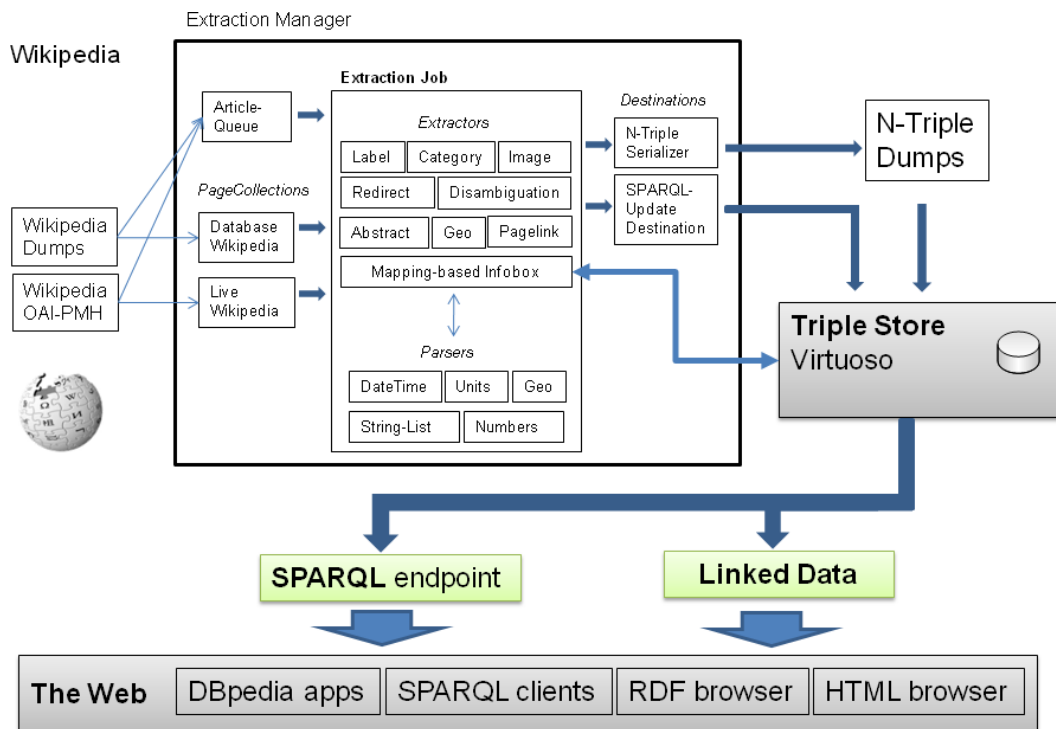 Extraction Manager
Wikipedia
Extraction Job
Article-
Queue
Extractors
Destinations
N-Triple
Serializer
N-Triple
Dumps
Label
Category
Image
Redirect
Disambiguation
PageCollections
SPARQL-
Update
Destination
Wikipedia
Dumps
Database
Wikipedia
Abstract
Geo
Pagelink
Mapping-based Infobox
Wikipedia
OAI-PMH
Live
Wikipedia
Triple Store
Virtuoso
Parsers
DateTime
Units
Geo
String-List
Numbers
SPARQL endpoint
Linked Data
The Web
DBpedia apps
SPARQL clients
RDF browser
HTML browser